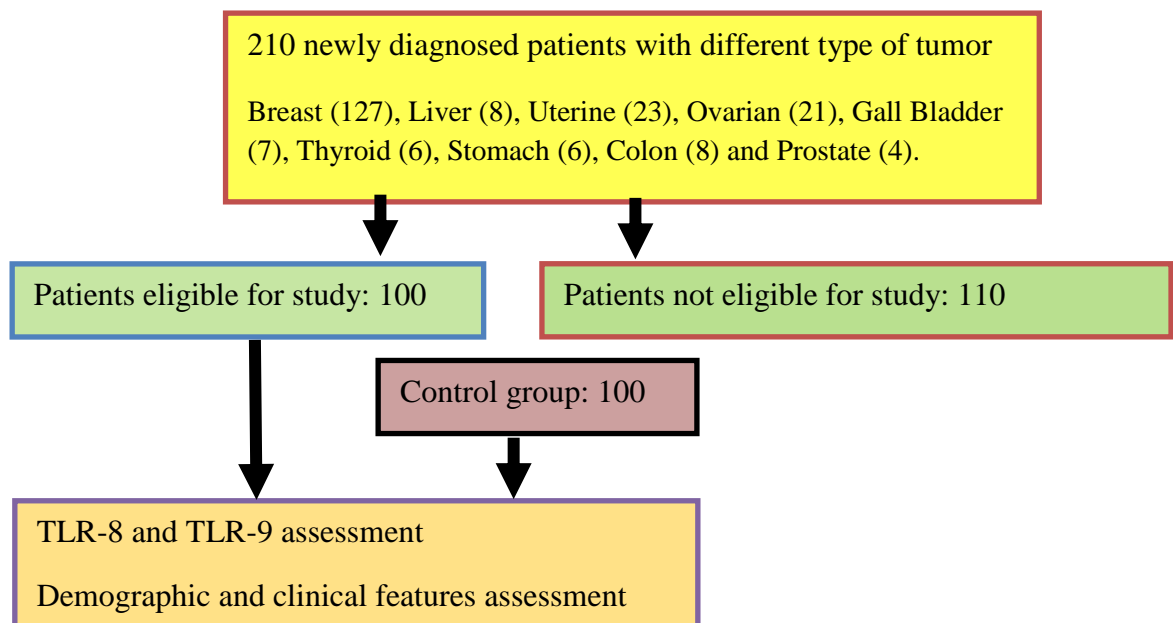 210 newly diagnosed patients with different type of tumor
Breast (127), Liver (8), Uterine (23), Ovarian (21), Gall Bladder
(7), Thyroid (6), Stomach (6), Colon (8) and Prostate (4).
Patients eligible for study: 100
Patients not eligible for study: 110
Control group: 100
TLR-8 and TLR-9 assessment
Demographic and clinical features assessment